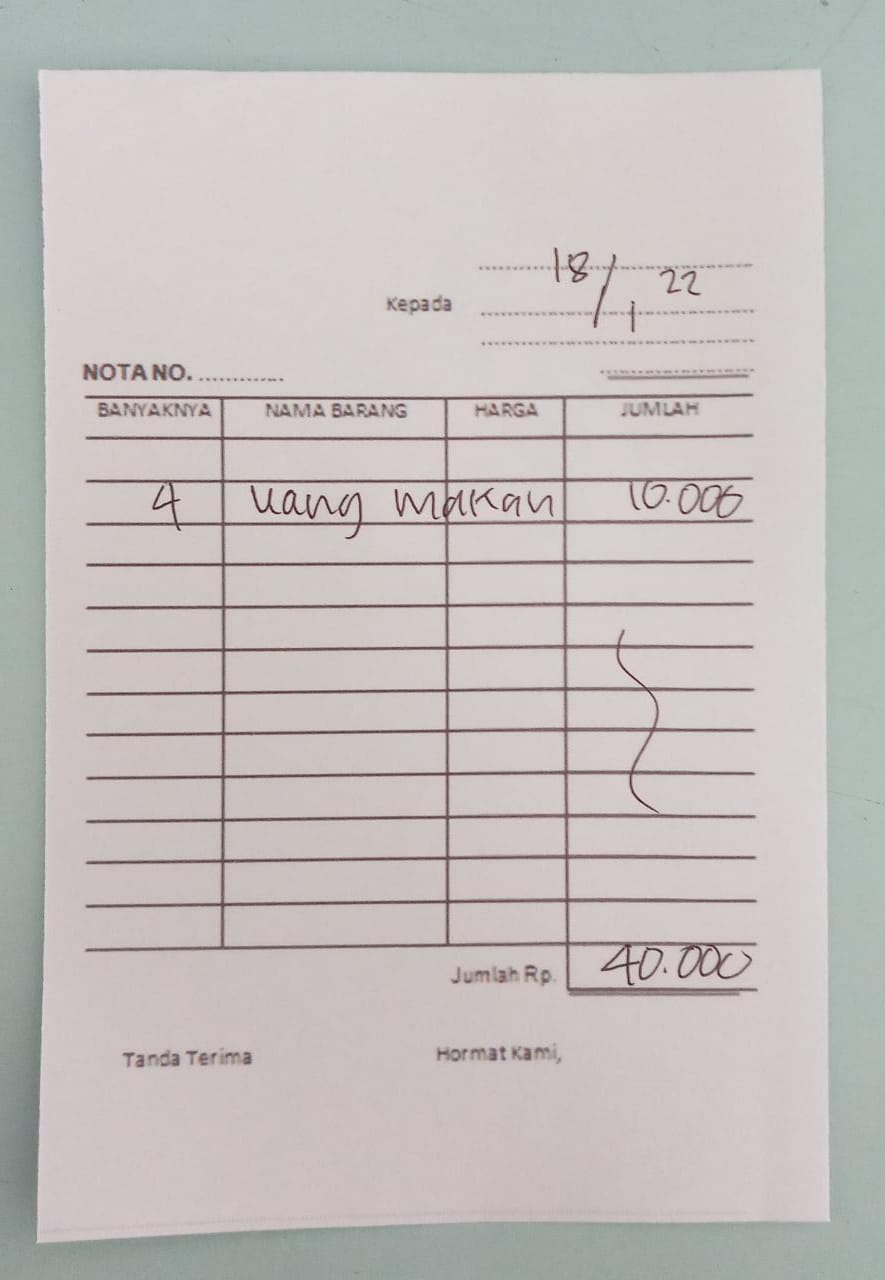 18/1 22
Kepada
NOTA NO. .............
BANYAKNYA NAMA BARANG HARGA JUMLAH
4 uang makan 10.000
Jumlah Rp. 40.000
Tanda Terima Hormat Kami,